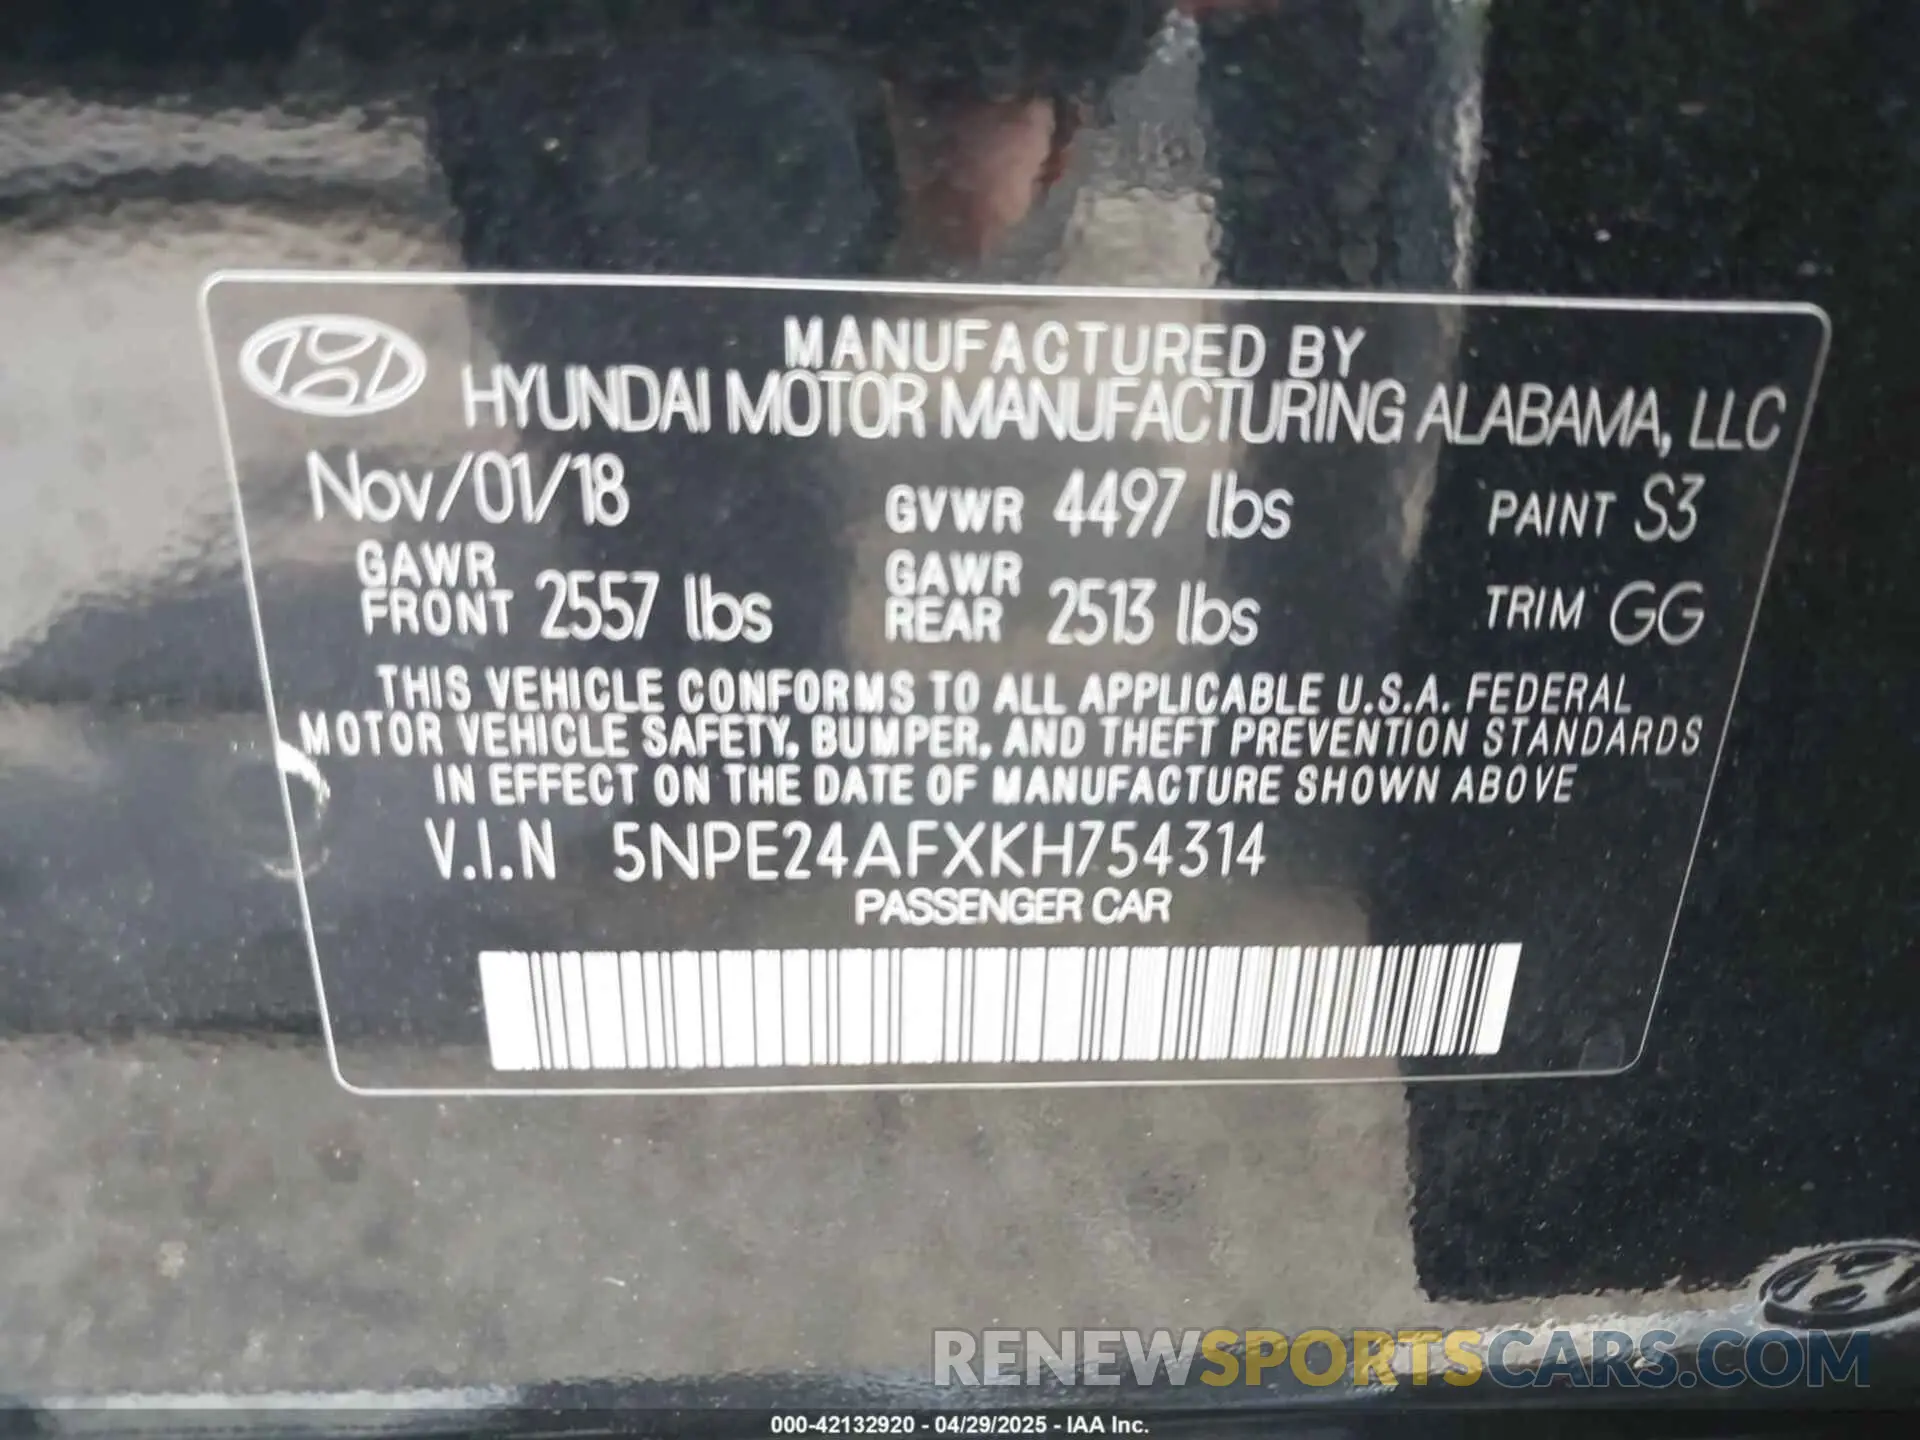 MANUFACTURED BY
HYUNDAI MOTOR MANUFACTURING ALABAMA, LLC
Nov/01/18 GVWR 4497 lbs PAINT S3
GAWR FRONT 2557 lbs GAWR REAR 2513 lbs TRIM GG
THIS VEHICLE CONFORMS TO ALL APPLICABLE U.S.A. FEDERAL
MOTOR VEHICLE SAFETY, BUMPER, AND THEFT PREVENTION STANDARDS
IN EFFECT ON THE DATE OF MANUFACTURE SHOWN ABOVE
V.I.N 5NPE24AFXKH754314
PASSENGER CAR
RENEWSPORTSCARS.COM
000-42132920 - 04/29/2025 - IAA Inc.